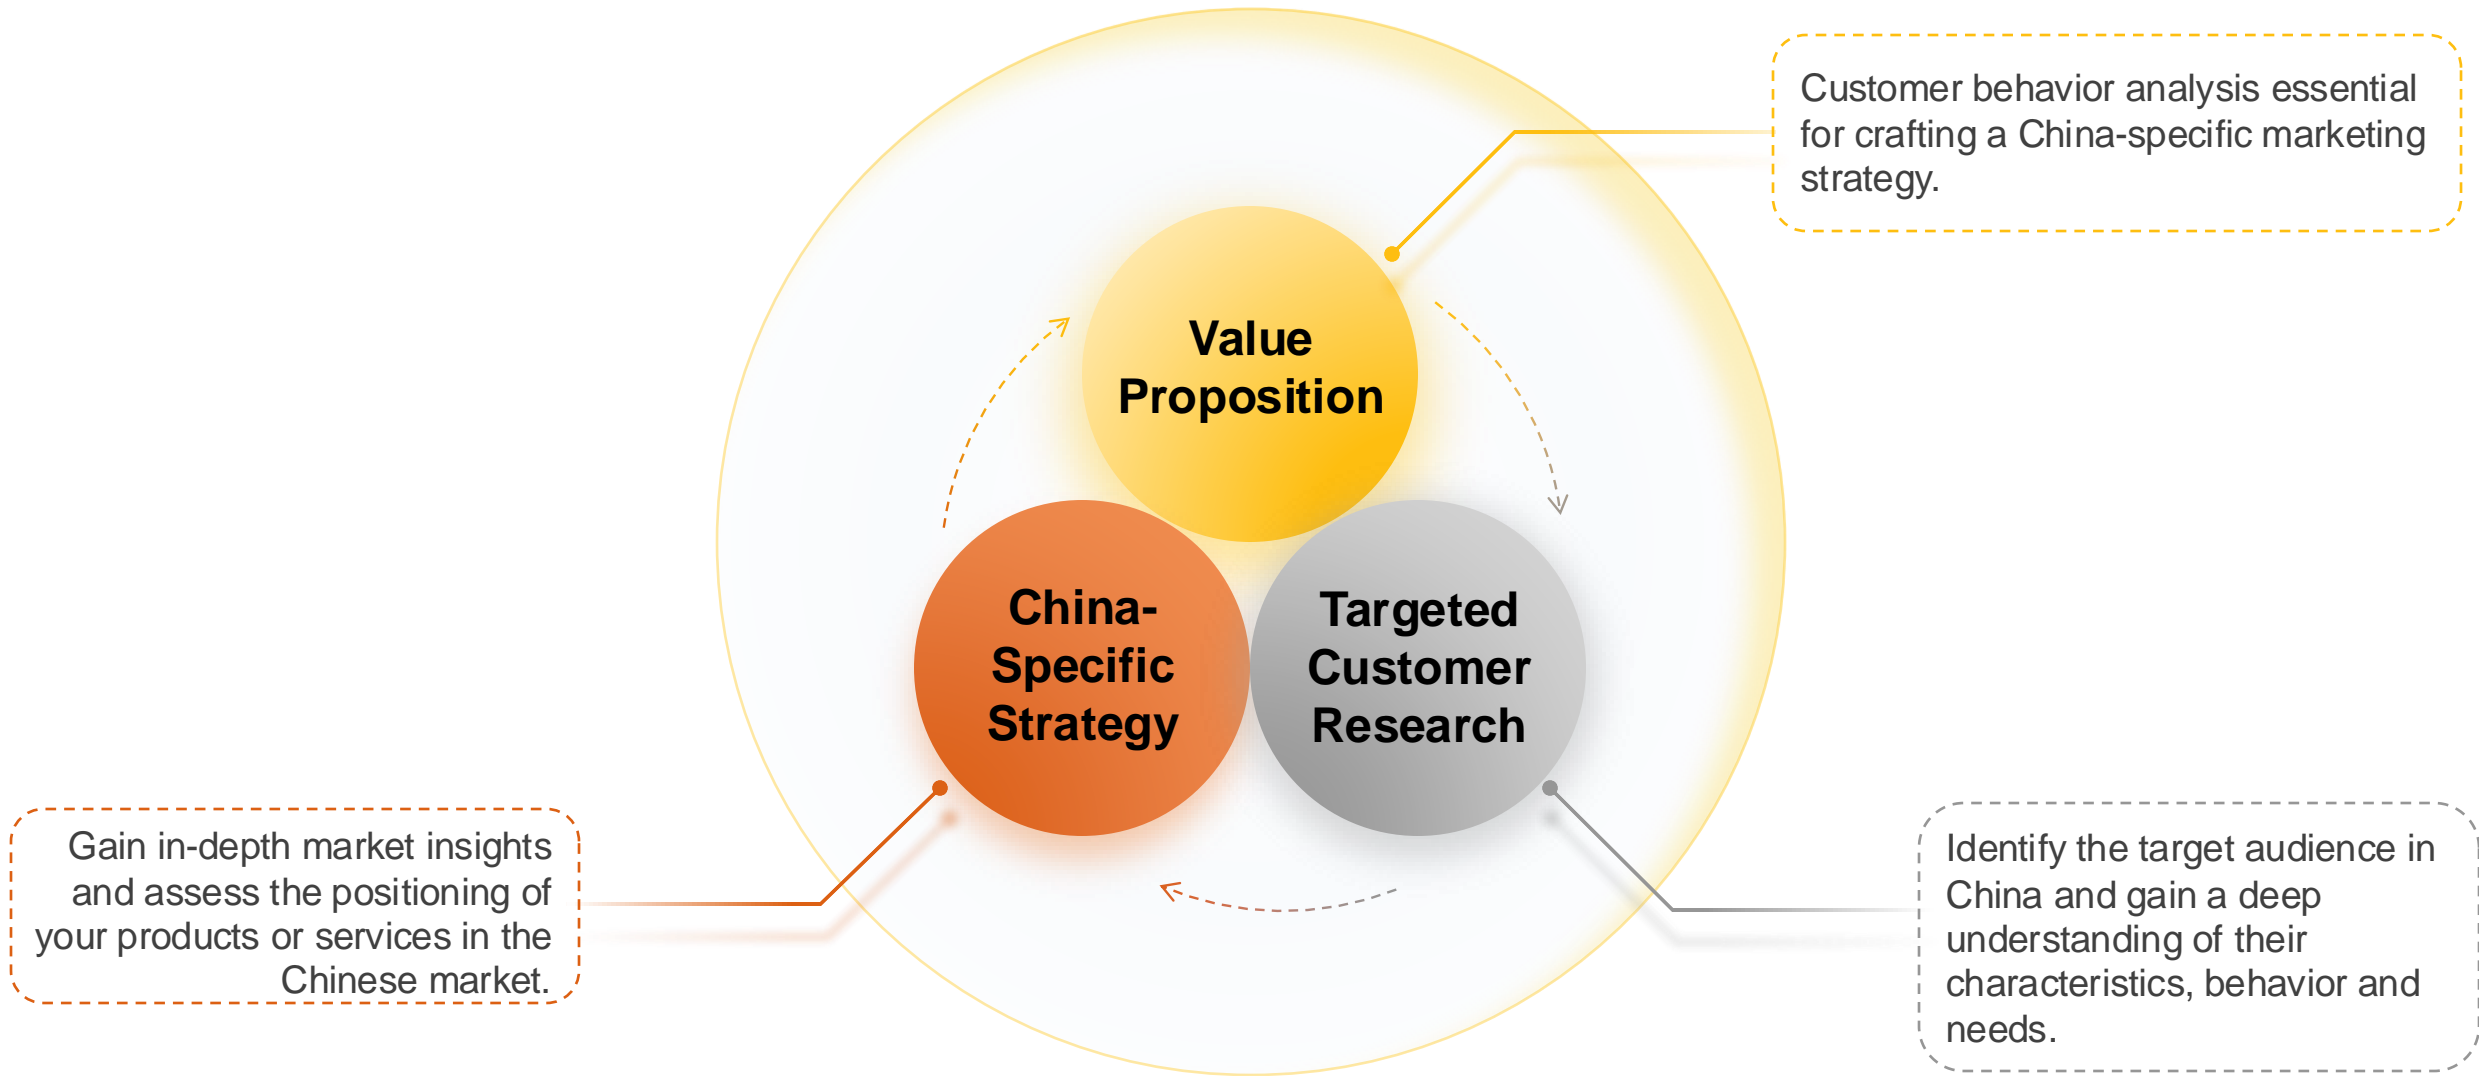 Customer behavior analysis essential
for crafting a China-specific marketing
strategy.
Value
Proposition
China-
Specific
Strategy
Targeted
Customer
Research
Gain in-depth market insights
and assess the positioning of
your products or services in the
Chinese market.
Identify the target audience in
China and gain a deep
understanding of their
characteristics, behavior and
needs.